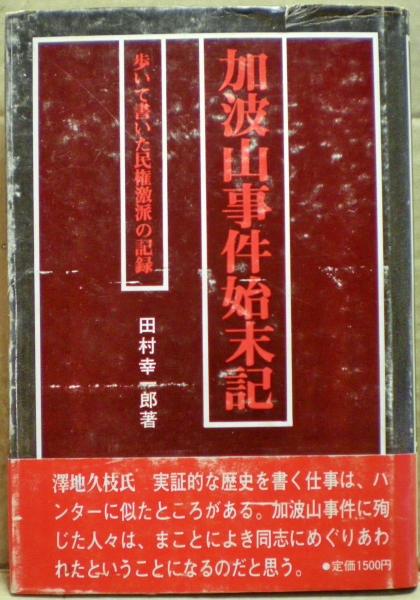 加波山事件始末記
歩いて書いた民権激派の記録
田村幸一郎著
澤地久枝氏　実証的な歴史を書く仕事は、ハ
ンターに似たところがある。加波山事件に殉
じた人々は、まことによき同志にめぐりあわ
れたということになるのだと思う。 ●定価1500円